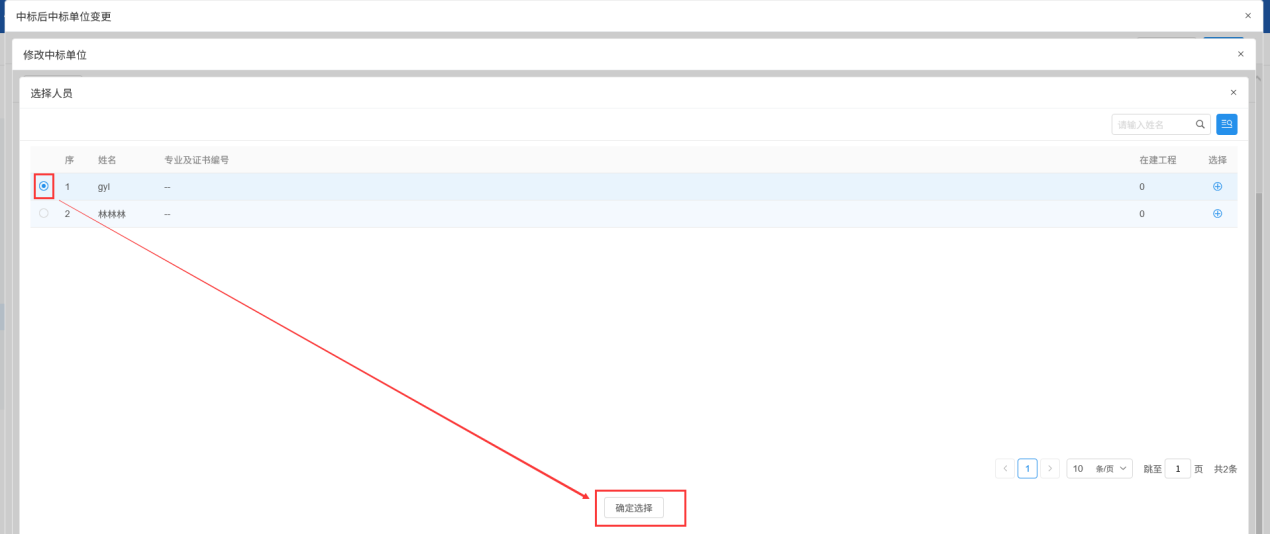 中标后中标单位变更 ×
修改中标单位 ×
选择人员 ×
请输入姓名
序 姓名 专业及证书编号 在建工程 选择
1 gyl -- 0
2 林林林 -- 0
< 1 > 10 条/页 跳至 1 页 共2条
确定选择